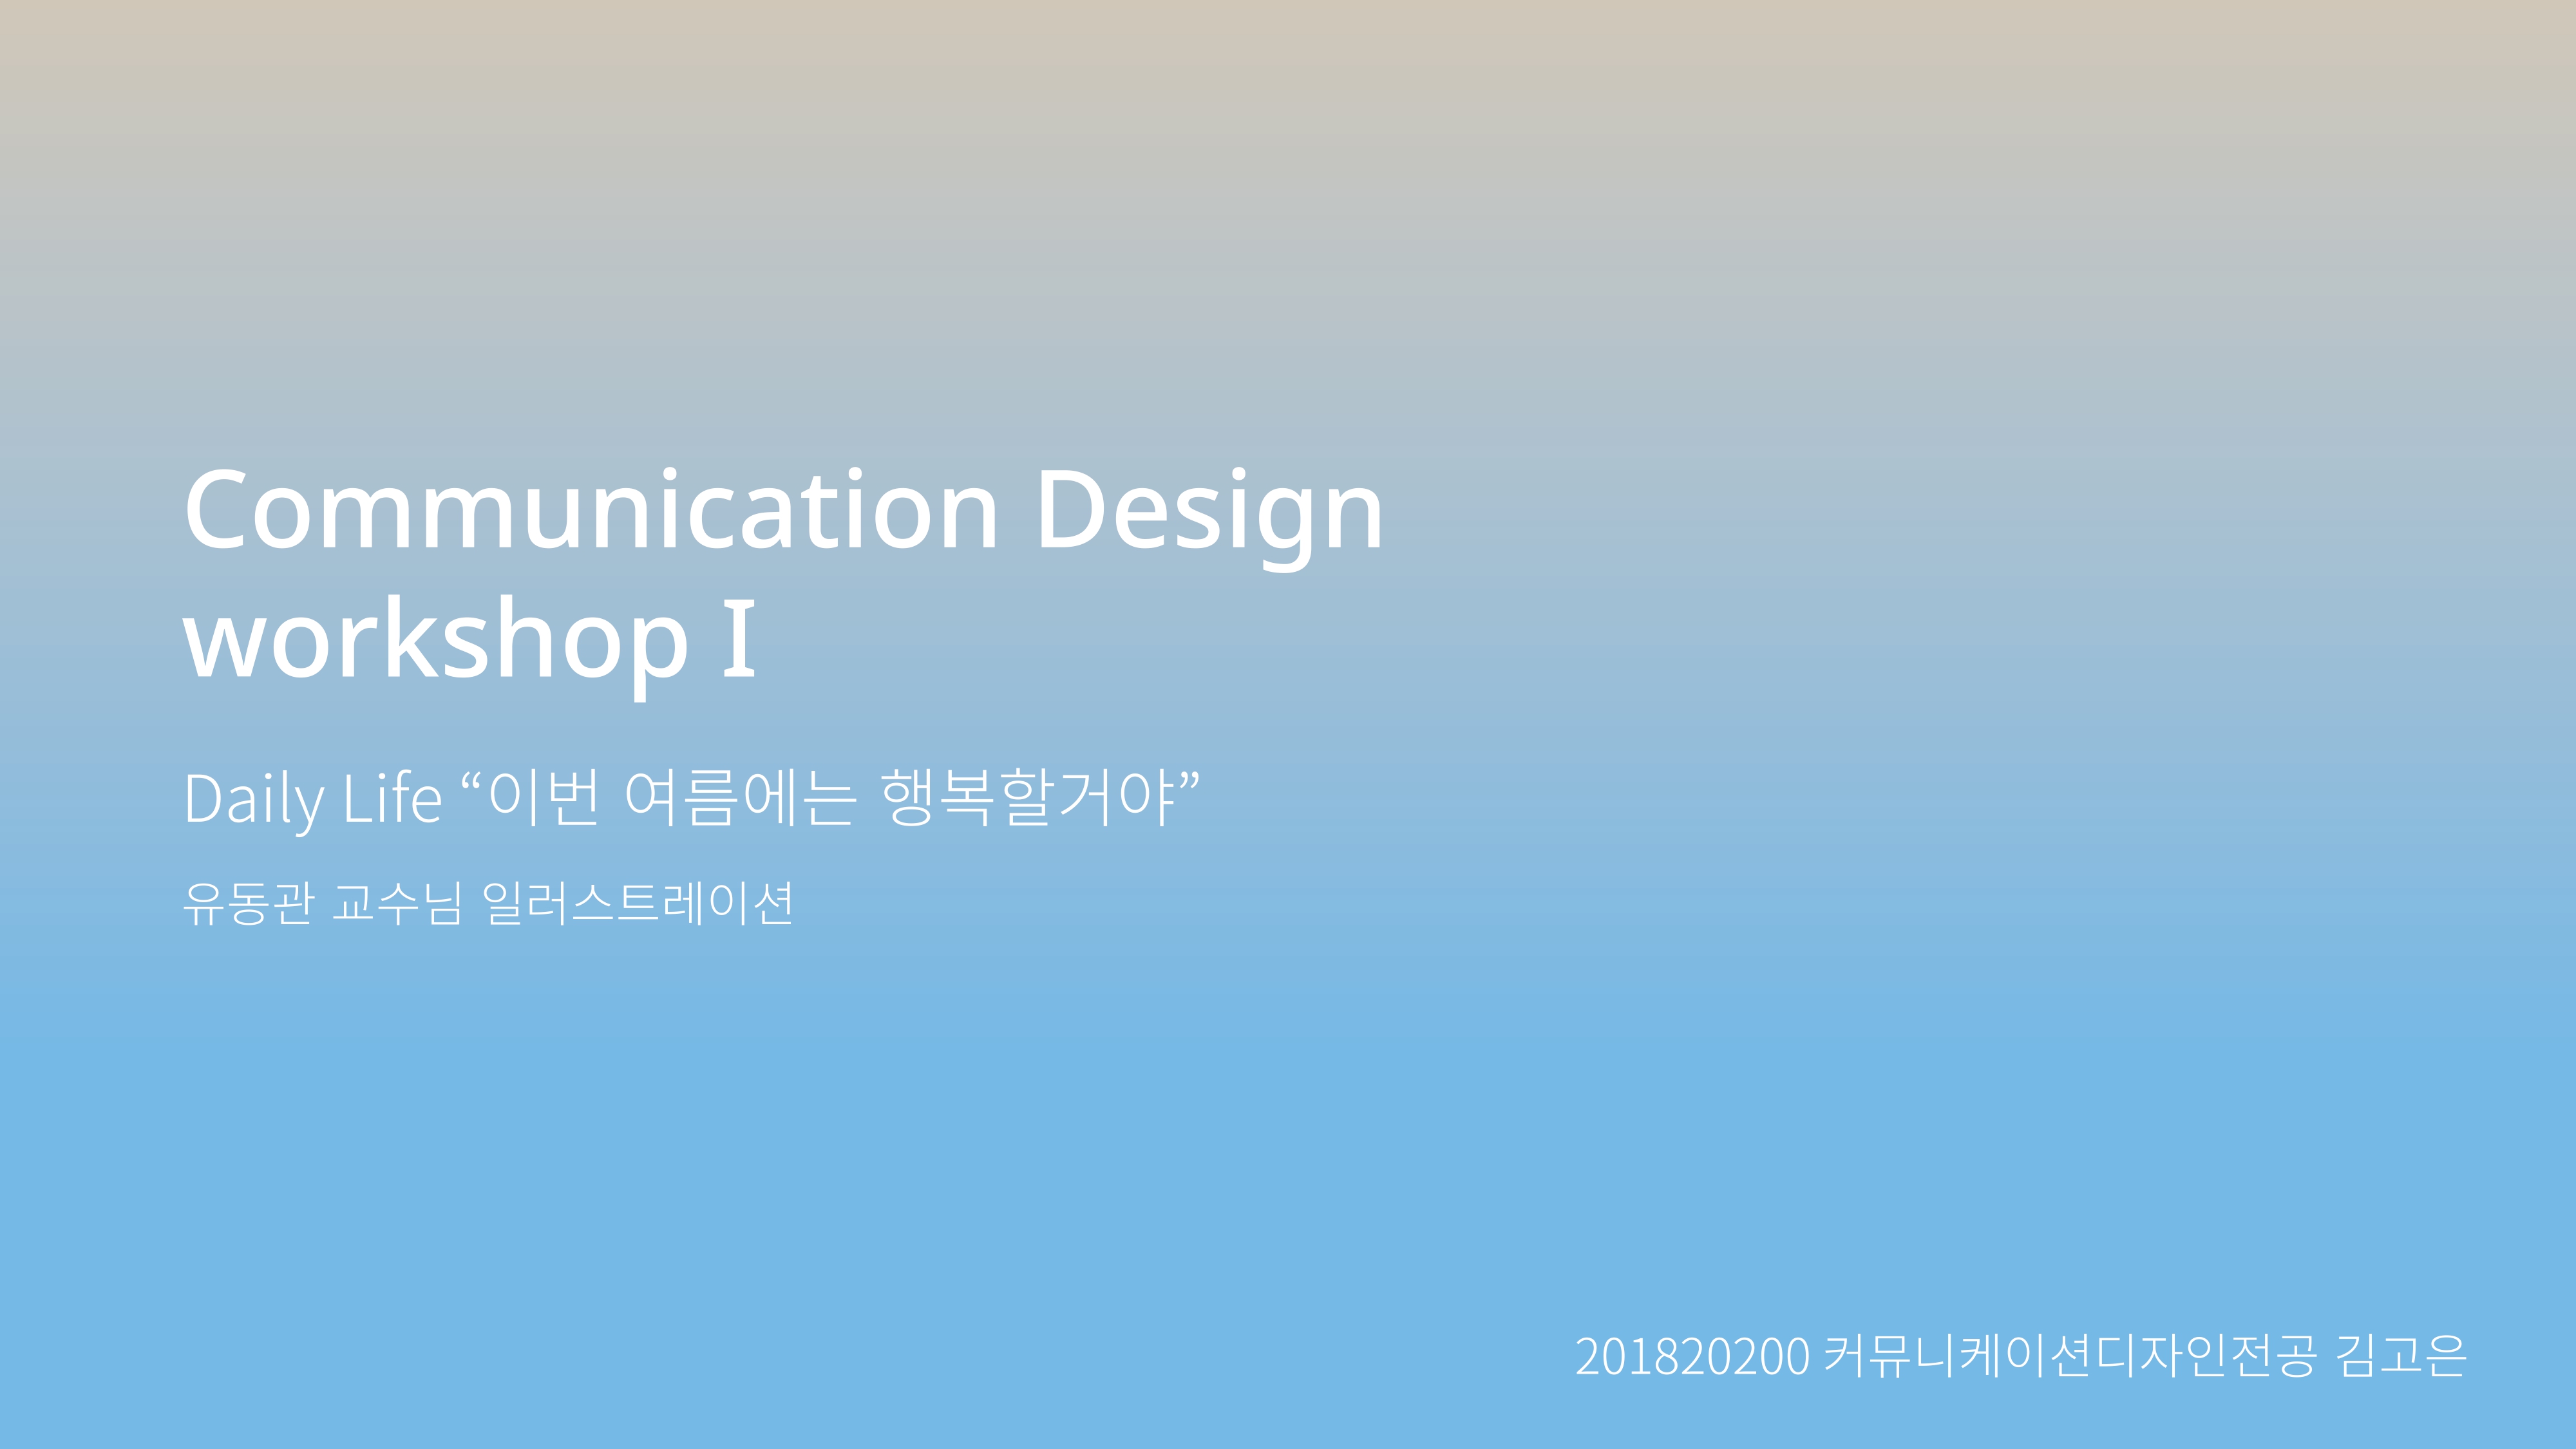 Communication Design
workshop I
Daily Life “이번 여름에는 행복할거야”
유동관 교수님 일러스트레이션
201820200 커뮤니케이션디자인전공 김고은